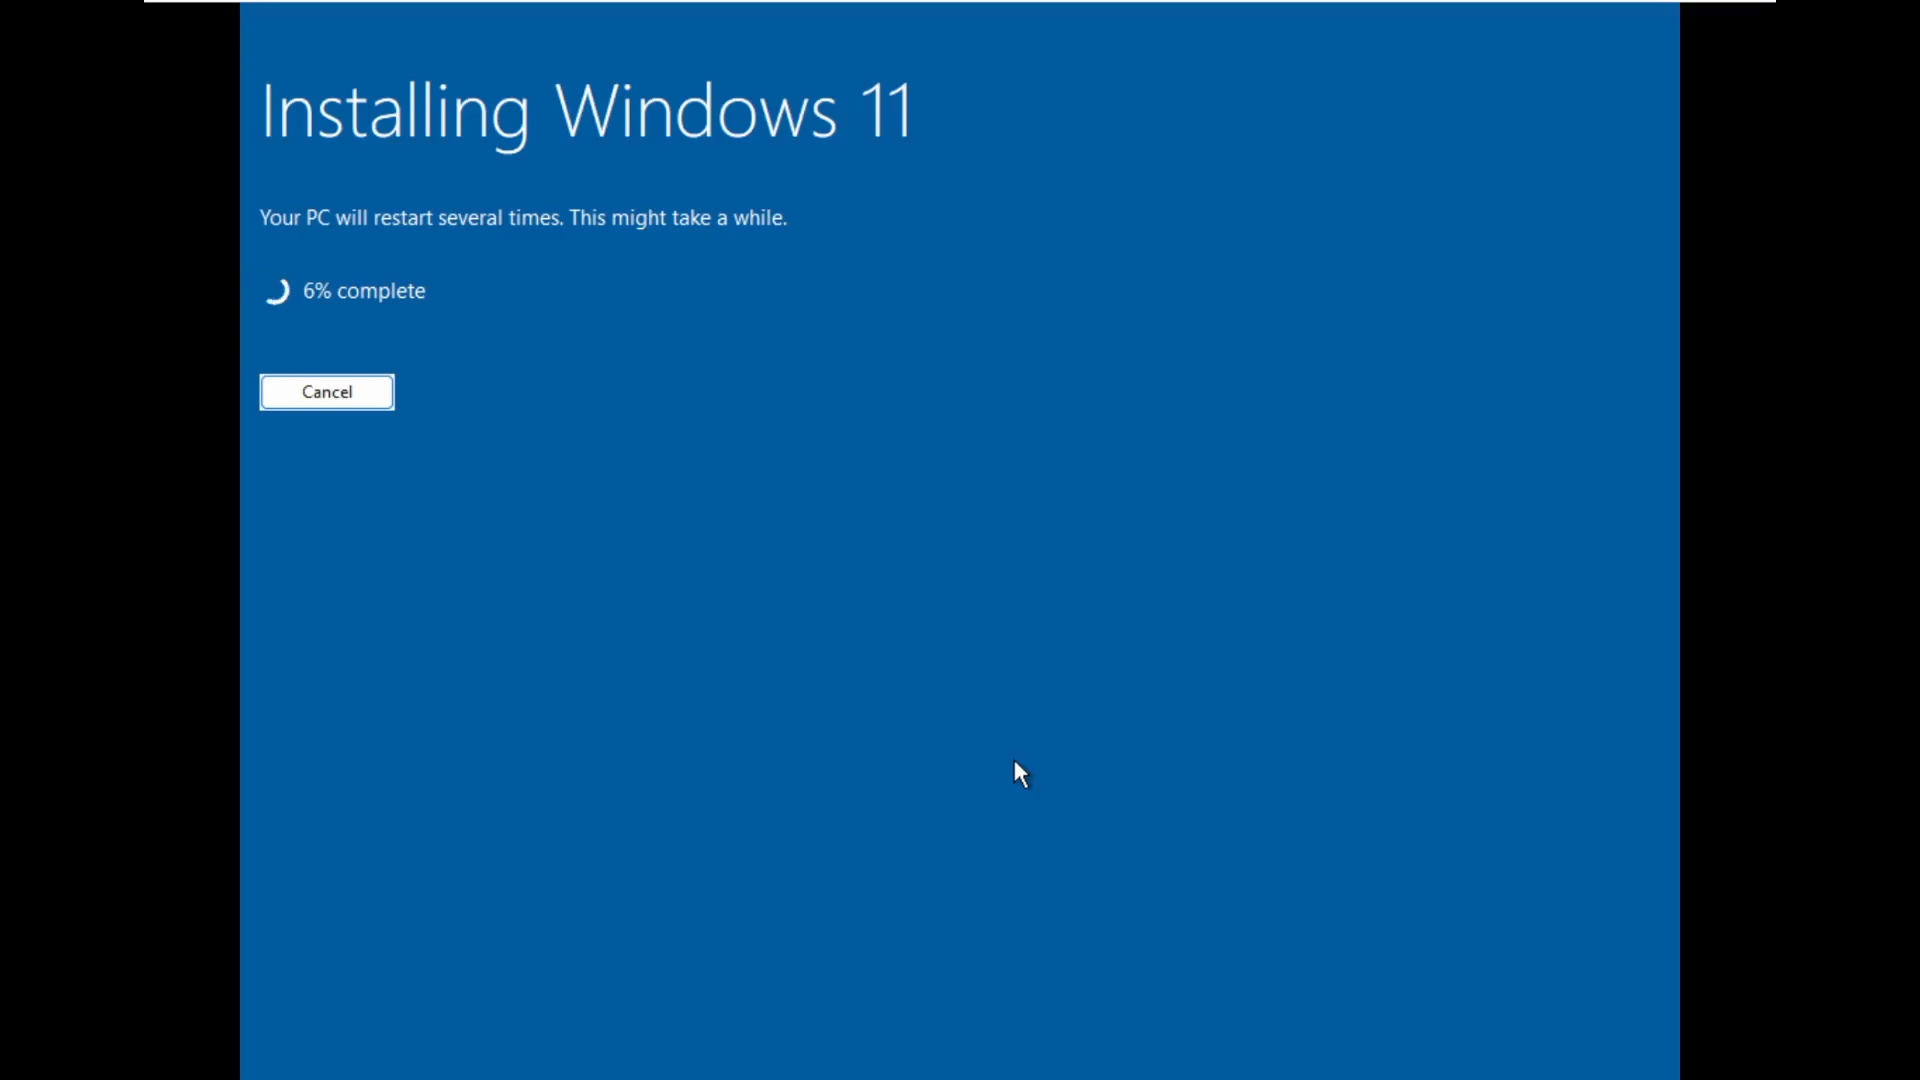 Installing Windows 11
Your PC will restart several times. This might take a while.
6% complete
Cancel